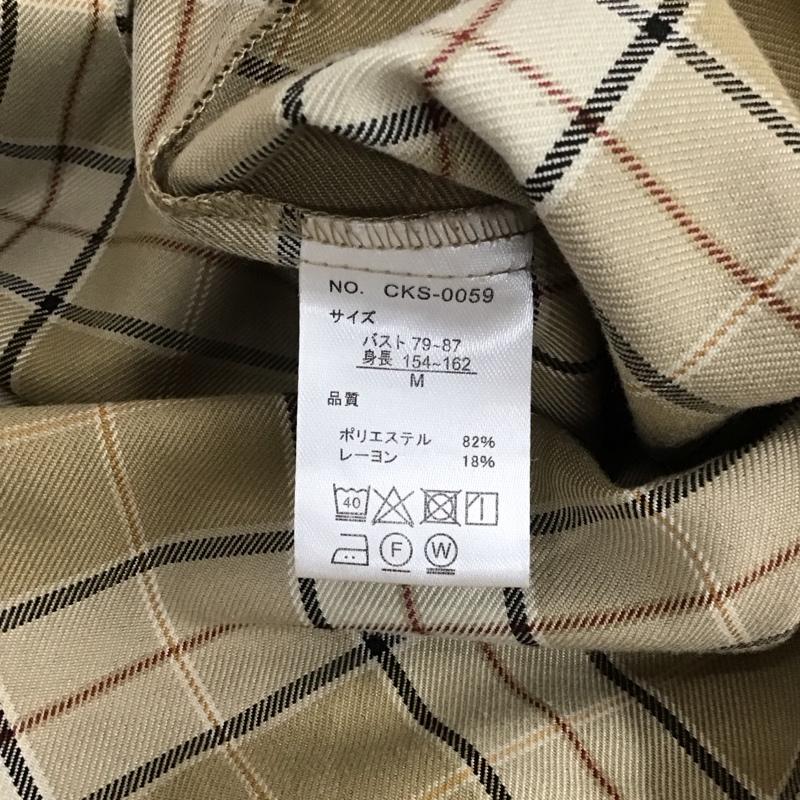 NO. CKS-0059
サイズ
バスト 79~87
身長 154~162
M
品質
ポリエステル 82%
レーヨン 18%
40
F W